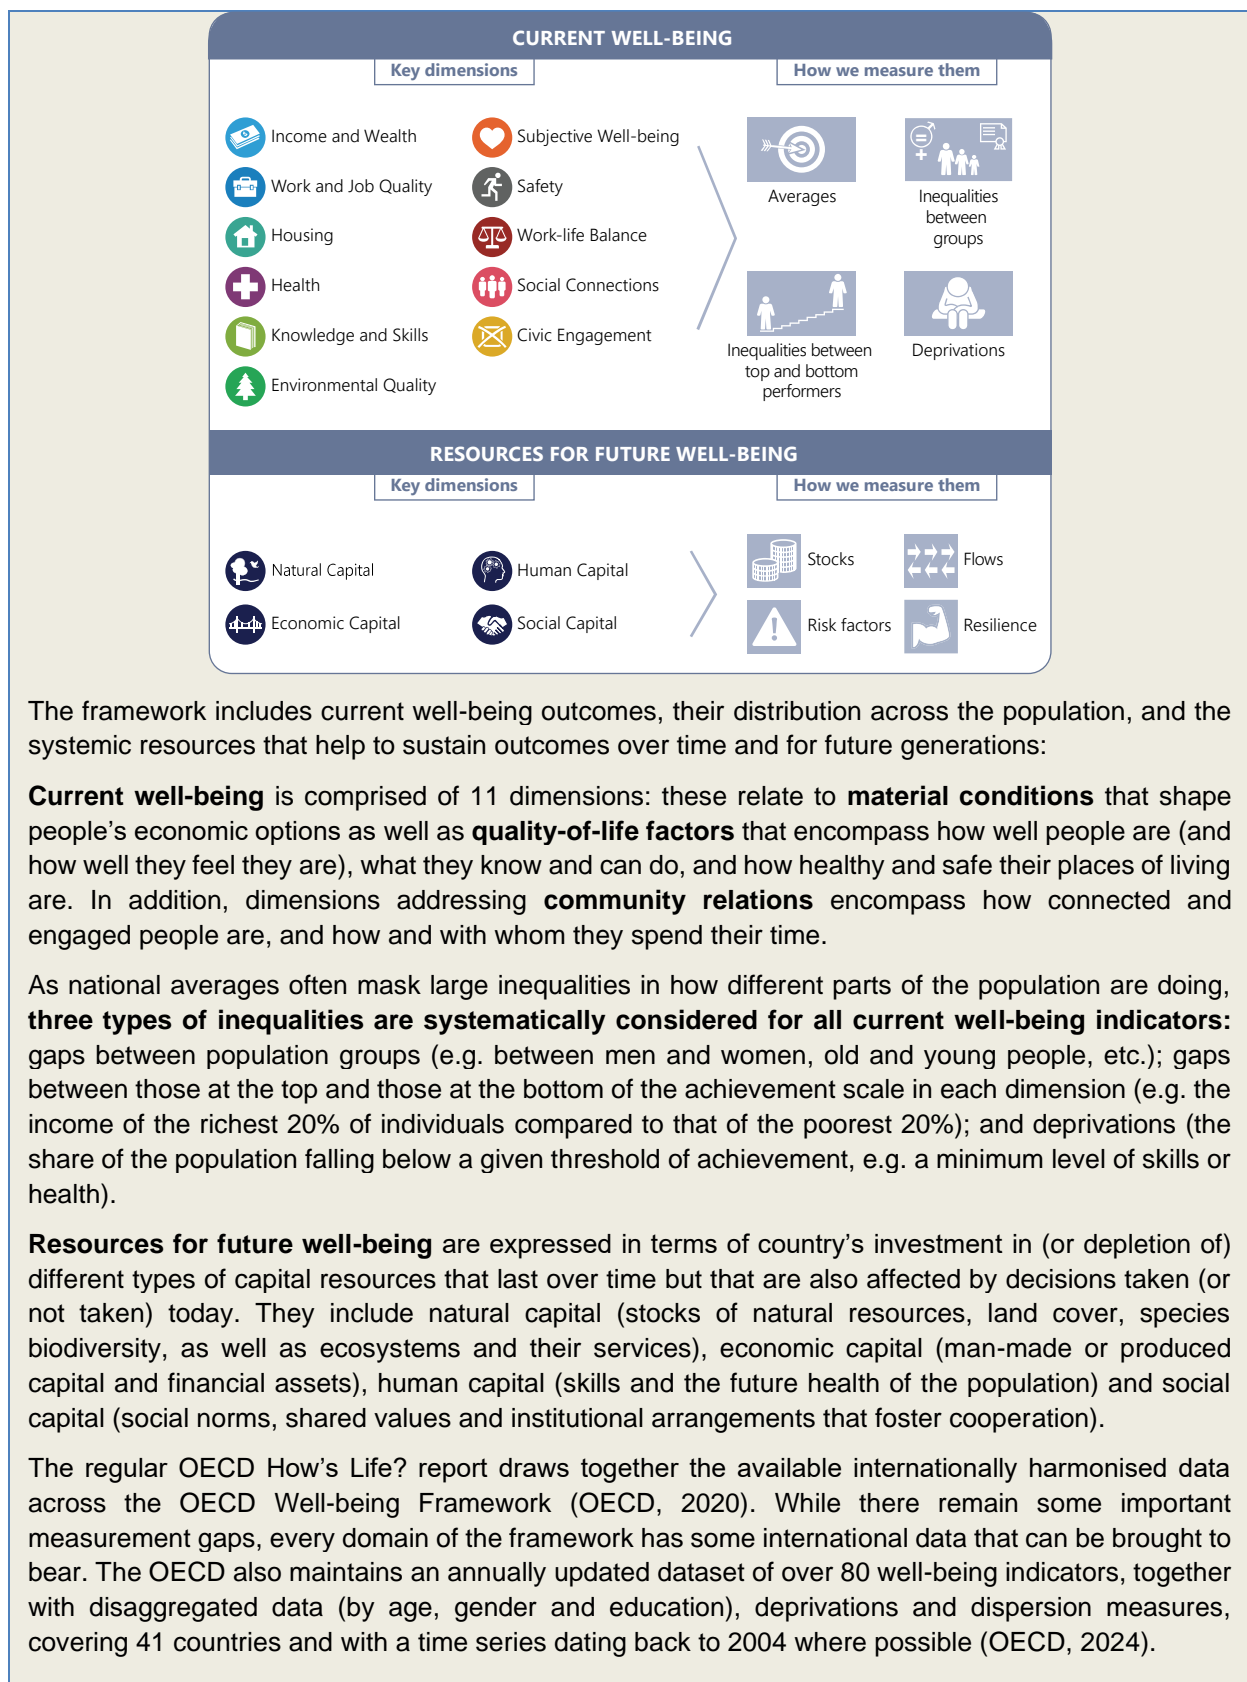 CURRENT WELL-BEING
Key dimensions
How we measure them
Income and Wealth
Subjective Well-being
Work and Job Quality
Safety
Housing
Work-life Balance
Health
Social Connections
Knowledge and Skills
Civic Engagement
Environmental Quality
Averages
Inequalities
between
groups
Inequalities between
top and bottom
performers
Deprivations
RESOURCES FOR FUTURE WELL-BEING
Key dimensions
How we measure them
Natural Capital
Human Capital
Economic Capital
Social Capital
Stocks
Flows
Risk factors
Resilience
The framework includes current well-being outcomes, their distribution across the population, and the
systemic resources that help to sustain outcomes over time and for future generations:
Current well-being is comprised of 11 dimensions: these relate to material conditions that shape
people's economic options as well as quality-of-life factors that encompass how well people are (and
how well they feel they are), what they know and can do, and how healthy and safe their places of living
are. In addition, dimensions addressing community relations encompass how connected and
engaged people are, and how and with whom they spend their time.
As national averages often mask large inequalities in how different parts of the population are doing,
three types of inequalities are systematically considered for all current well-being indicators:
gaps between population groups (e.g. between men and women, old and young people, etc.); gaps
between those at the top and those at the bottom of the achievement scale in each dimension (e.g. the
income of the richest 20% of individuals compared to that of the poorest 20%); and deprivations (the
share of the population falling below a given threshold of achievement, e.g. a minimum level of skills or
health).
Resources for future well-being are expressed in terms of country's investment in (or depletion of)
different types of capital resources that last over time but that are also affected by decisions taken (or
not taken) today. They include natural capital (stocks of natural resources, land cover, species
biodiversity, as well as ecosystems and their services), economic capital (man-made or produced
capital and financial assets), human capital (skills and the future health of the population) and social
capital (social norms, shared values and institutional arrangements that foster cooperation).
The regular OECD How's Life? report draws together the available internationally harmonised data
across the OECD Well-being Framework (OECD, 2020). While there remain some important
measurement gaps, every domain of the framework has some international data that can be brought to
bear. The OECD also maintains an annually updated dataset of over 80 well-being indicators, together
with disaggregated data (by age, gender and education), deprivations and dispersion measures,
covering 41 countries and with a time series dating back to 2004 where possible (OECD, 2024).